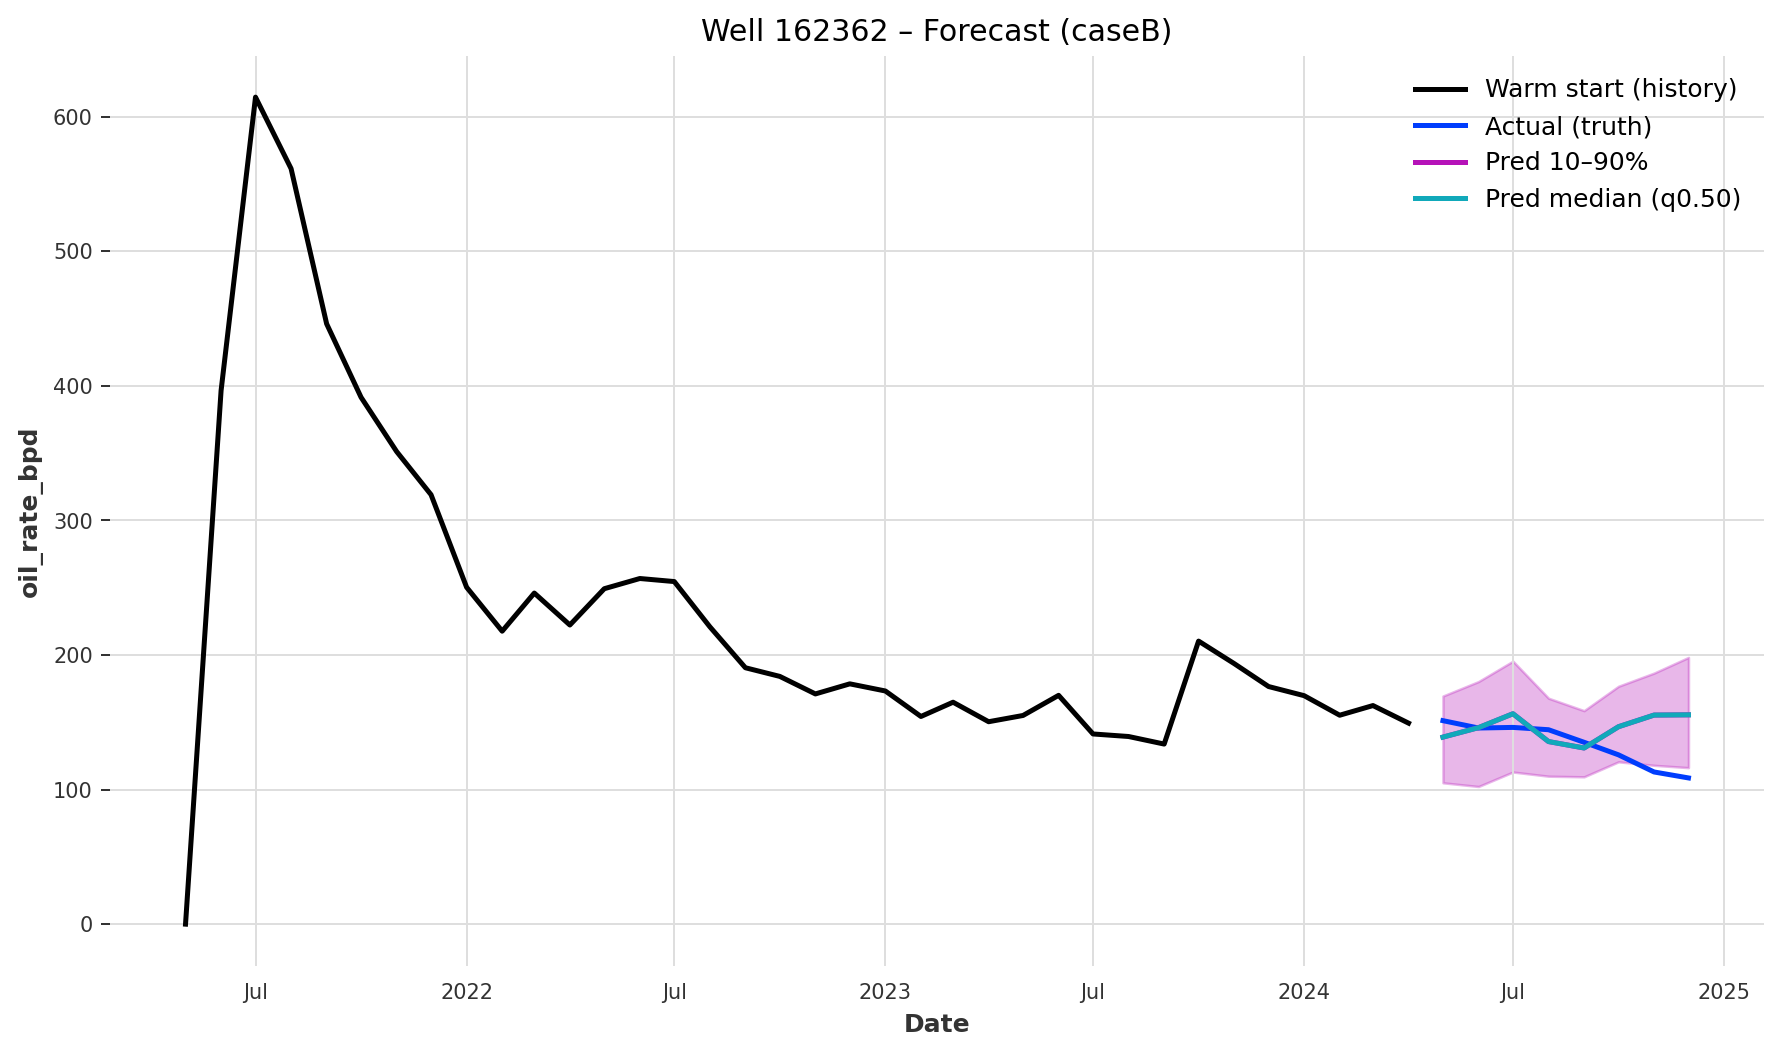 Well 162362 – Forecast (caseB)
Warm start (history)
Actual (truth)
Pred 10–90%
Pred median (q0.50)
oil_rate_bpd
600
500
400
300
200
100
0
Jul 2022 Jul 2023 Jul 2024 Jul 2025
Date